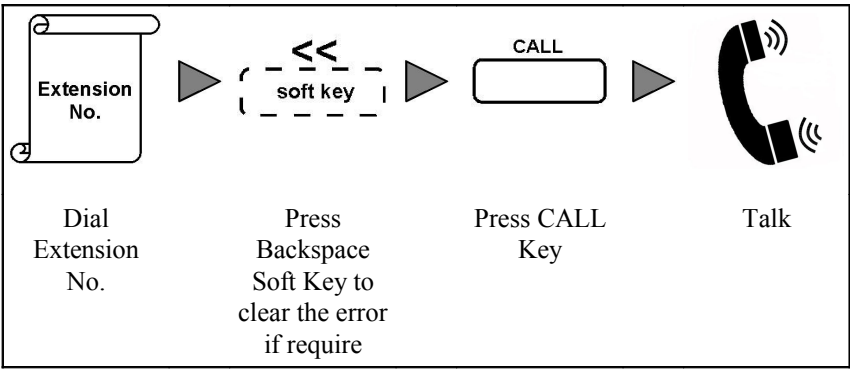 Extension
No.
<<
soft key
CALL
Dial
Extension
No.
Press
Backspace
Soft Key to
clear the error
if require
Press CALL
Key
Talk